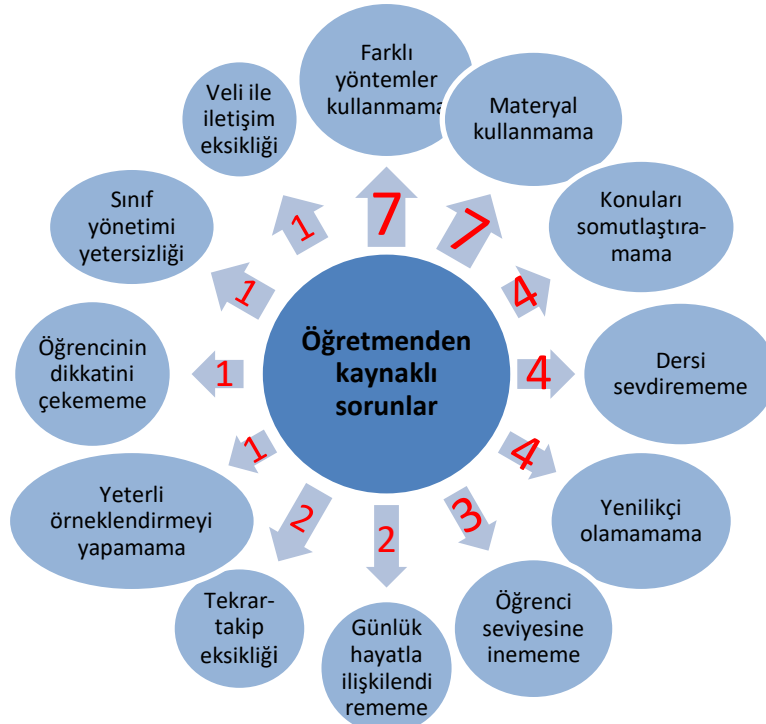 Farklı
yöntemler
kullanmama
Materyal
kullanmama
Konuları
somutlaştıra-
mama
Dersi
sevdirememe
Yenilikçi
olamamama
Öğrenci
seviyesine
inememe
Günlük
hayatla
ilişkilendi
rememe
Tekrar-
takip
eksikliği
Yeterli
örneklendirmeyi
yapamama
Öğrencinin
dikkatini
çekememe
Sınıf
yönetimi
yetersizliği
Veli ile
iletişim
eksikliği
7
7
4
4
4
3
2
2
1
1
1
1
Öğretmenden
kaynaklı
sorunlar